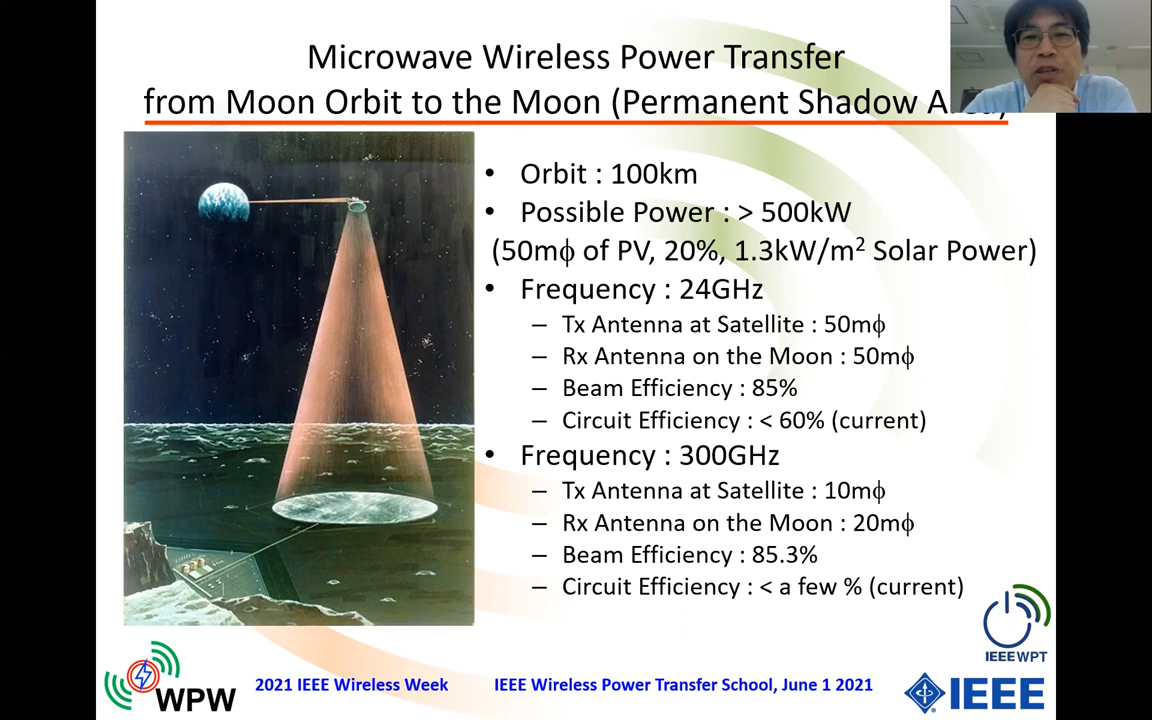 Microwave Wireless Power Transfer
from Moon Orbit to the Moon (Permanent Shadow
• Orbit : 100km
• Possible Power : > 500kW
(50mϕ of PV, 20%, 1.3kW/m² Solar Power)
• Frequency : 24GHz
– Tx Antenna at Satellite : 50mϕ
– Rx Antenna on the Moon : 50mϕ
– Beam Efficiency : 85%
– Circuit Efficiency : < 60% (current)
• Frequency : 300GHz
– Tx Antenna at Satellite : 10mϕ
– Rx Antenna on the Moon : 20mϕ
– Beam Efficiency : 85.3%
– Circuit Efficiency : < a few % (current)
IEEE WPT
WPW
2021 IEEE Wireless Week
IEEE Wireless Power Transfer School, June 1 2021
IEEE